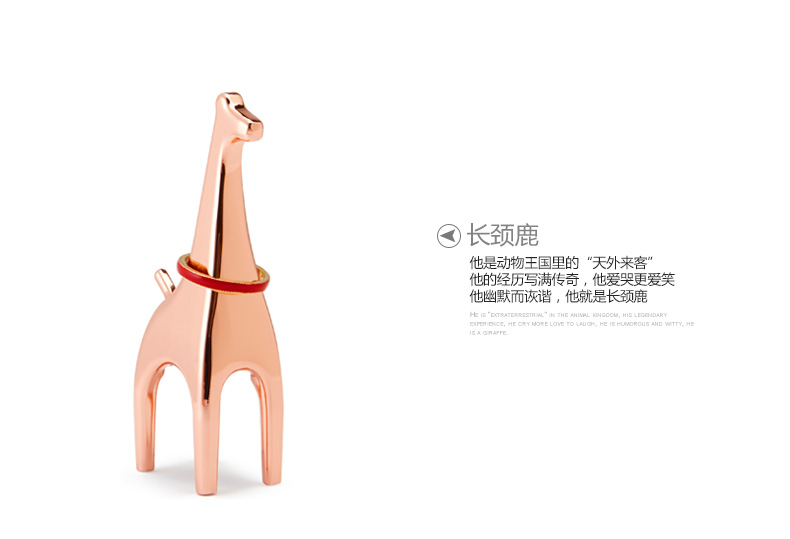 长颈鹿
他是动物王国里的“天外来客”
他的经历写满传奇，他爱哭更爱笑
他幽默而诙谐，他就是长颈鹿
He is "extraterrestrial" in the animal kingdom, his legendary
experience, he cry more love to laugh, he is humorous and witty, he
is a giraffe.